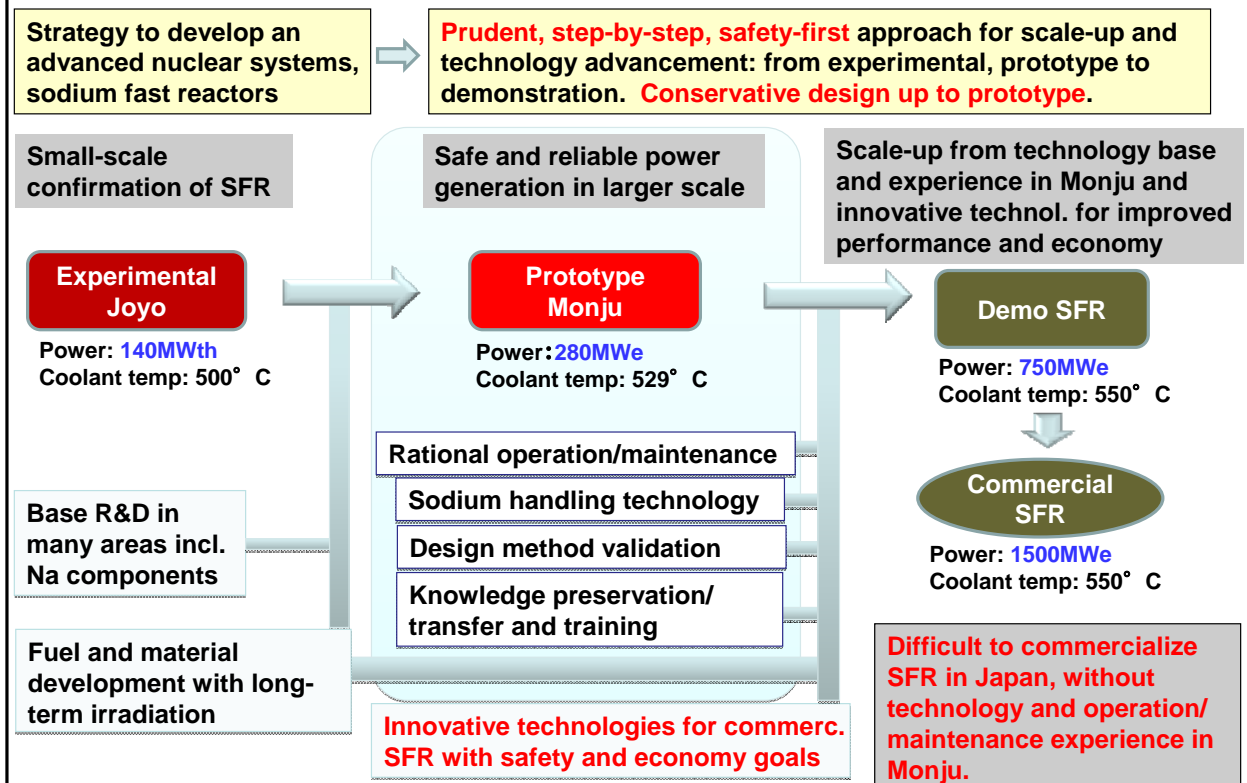 Strategy to develop an
advanced nuclear systems,
sodium fast reactors
Prudent, step-by-step, safety-first approach for scale-up and
technology advancement: from experimental, prototype to
demonstration. Conservative design up to prototype.
Small-scale
confirmation of SFR
Safe and reliable power
generation in larger scale
Scale-up from technology base
and experience in Monju and
innovative technol. for improved
performance and economy
Experimental
Joyo
Power: 140MWth
Coolant temp: 500° C
Prototype
Monju
Power:280MWe
Coolant temp: 529° C
Demo SFR
Power: 750MWe
Coolant temp: 550° C
Commercial
SFR
Power: 1500MWe
Coolant temp: 550° C
Rational operation/maintenance
Sodium handling technology
Design method validation
Knowledge preservation/
transfer and training
Base R&D in
many areas incl.
Na components
Fuel and material
development with long-
term irradiation
Innovative technologies for commerc.
SFR with safety and economy goals
Difficult to commercialize
SFR in Japan, without
technology and operation/
maintenance experience in
Monju.